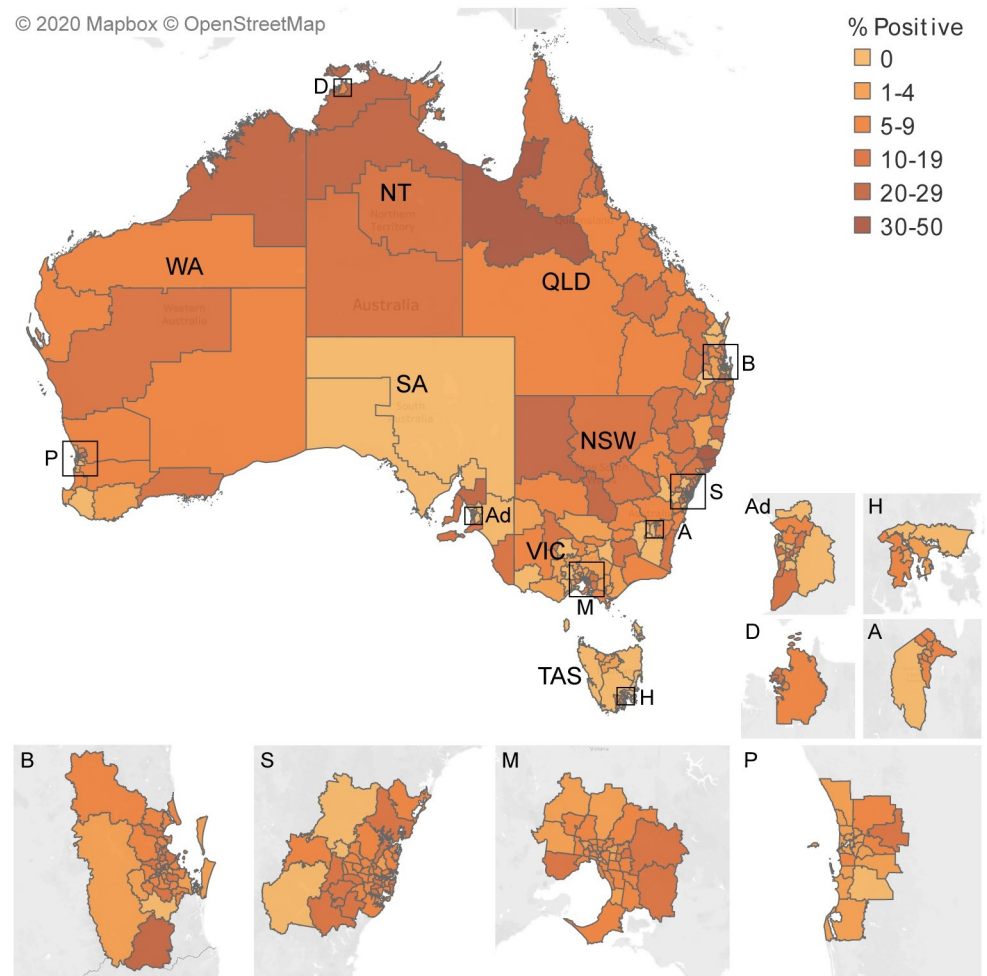 © 2020 Mapbox © OpenStreetMap
% Positive
0
1-4
5-9
10-19
20-29
30-50
D
NT
Northern
Territory
WA
Western
Australia
Australia
QLD
Queensland
B
SA
South
Australia
NSW
P
S
Ad
A
VIC
M
TAS
H
Ad
H
D
A
B
S
M
P